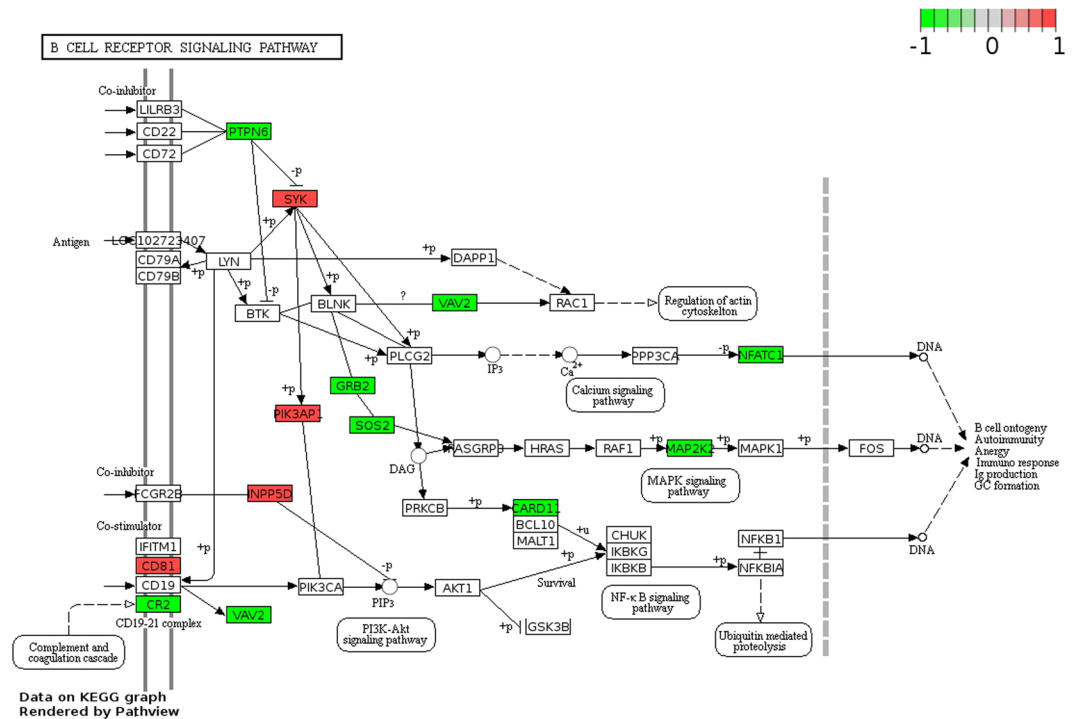 -1 0 1
B CELL RECEPTOR SIGNALING PATHWAY
Co-inhibitor
LILRB3
CD22
CD72
PTPN6
-p
SYK
+p
Antigen
LOC102723407
CD79A
CD79B
+p
LYN
+p
-p
BTK
+p
BLNK
?
VAV2
+p
DAPP1
RAC1
Regulation of actin
cytoskelton
+p
+p
PLCG2
IP3
Ca2+
PPP3CA
-p
NFATC1
DNA
Calcium signaling
pathway
GRB2
SOS2
+p
PIK3AP1
DAG
RASGRP3
HRAS
RAF1
+p
MAP2K2
+p
MAPK1
+p
FOS
DNA
MAPK signaling
pathway
B cell ontogeny
Autoimmunity
Anergy
Immuno response
Ig production
GC formation
Co-inhibitor
FCGR2B
INPP5D
PRKCB
+p
CARD11
BCL10
MALT1
+u
+p
CHUK
IKBKG
IKBKB
+p
NFKB1
NFKBIA
DNA
Co-stimulator
IFITM1
CD81
CD19
CR2
+p
CD19-21 complex
VAV2
PIK3CA
-p
PIP3
AKT1
Survival
+p
GSK3B
NF-κ B signaling
pathway
PI3K-Akt
signaling pathway
Ubiquitin mediated
proteolysis
Complement and
coagulation cascade
Data on KEGG graph
Rendered by Pathview